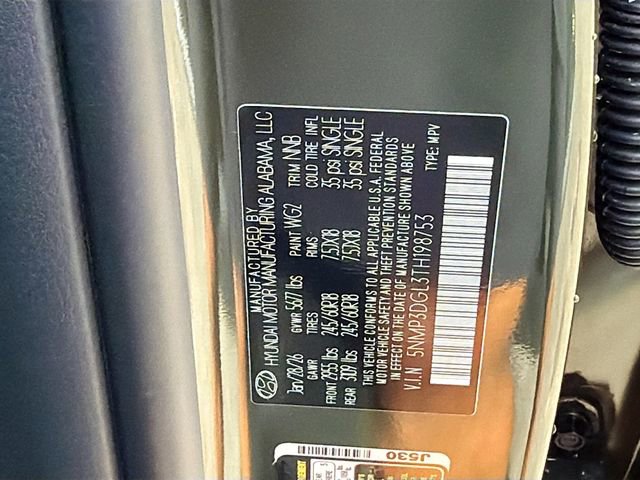 MANUFACTURED BY
HYUNDAI MOTOR MANUFACTURING ALABAMA, LLC
Jan/28/26 GVWR 5677 lbs PAINT WG2 TRIM NNB
GAWR TIRES RIMS COLD TIRE INFL
FRONT 2955 lbs 245/60R18 7.5JX18 35 psi SINGLE
REAR 3109 lbs 245/60R18 7.5JX18 35 psi SINGLE
THIS VEHICLE CONFORMS TO ALL APPLICABLE U.S.A. FEDERAL
MOTOR VEHICLE SAFETY AND THEFT PREVENTION STANDARDS
IN EFFECT ON THE DATE OF MANUFACTURE SHOWN ABOVE
V.I.N 5NMP3DGL3TH198753 TYPE: MPV
J530